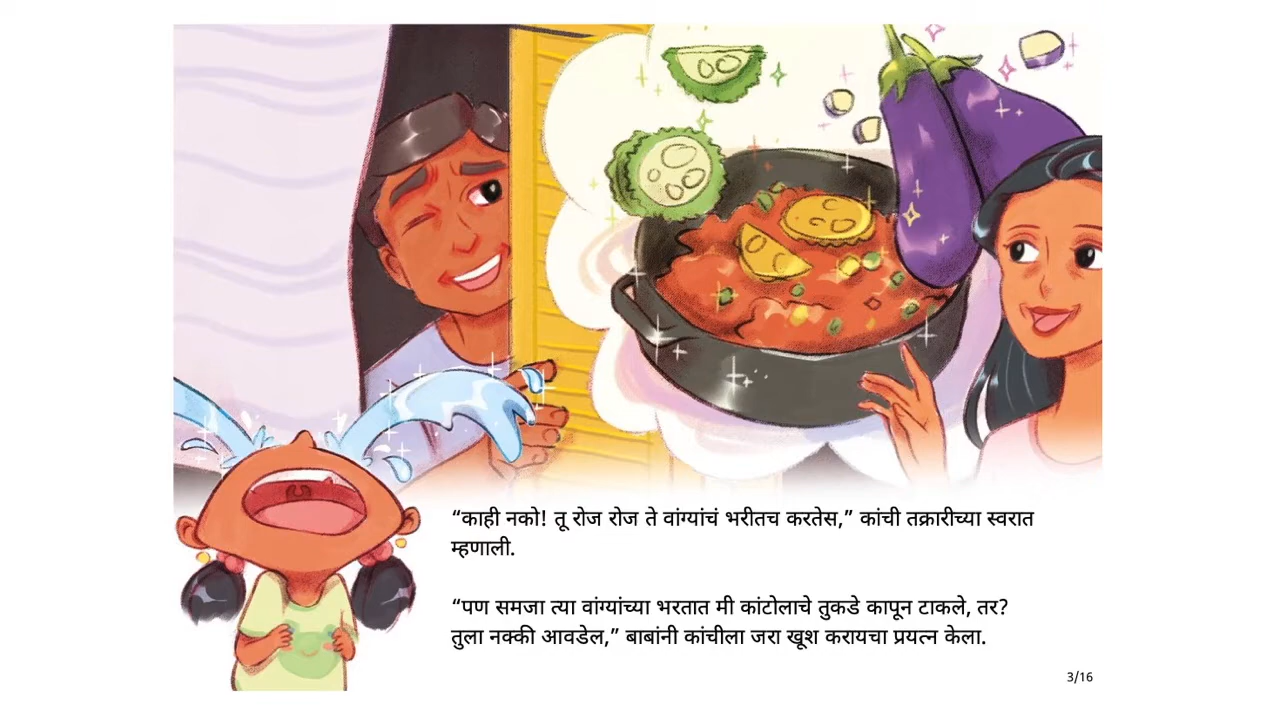 “काही नको! तू रोज रोज ते वांग्यांचं भरीतच करतेस,” कांची तक्रारीच्या स्वरात
म्हणाली.
“पण समजा त्या वांग्यांच्या भरतात मी कांटोलाचे तुकडे कापून टाकले, तर?
तुला नक्की आवडेल,” बाबांनी कांचीला जरा खूश करायचा प्रयत्न केला.
3/16